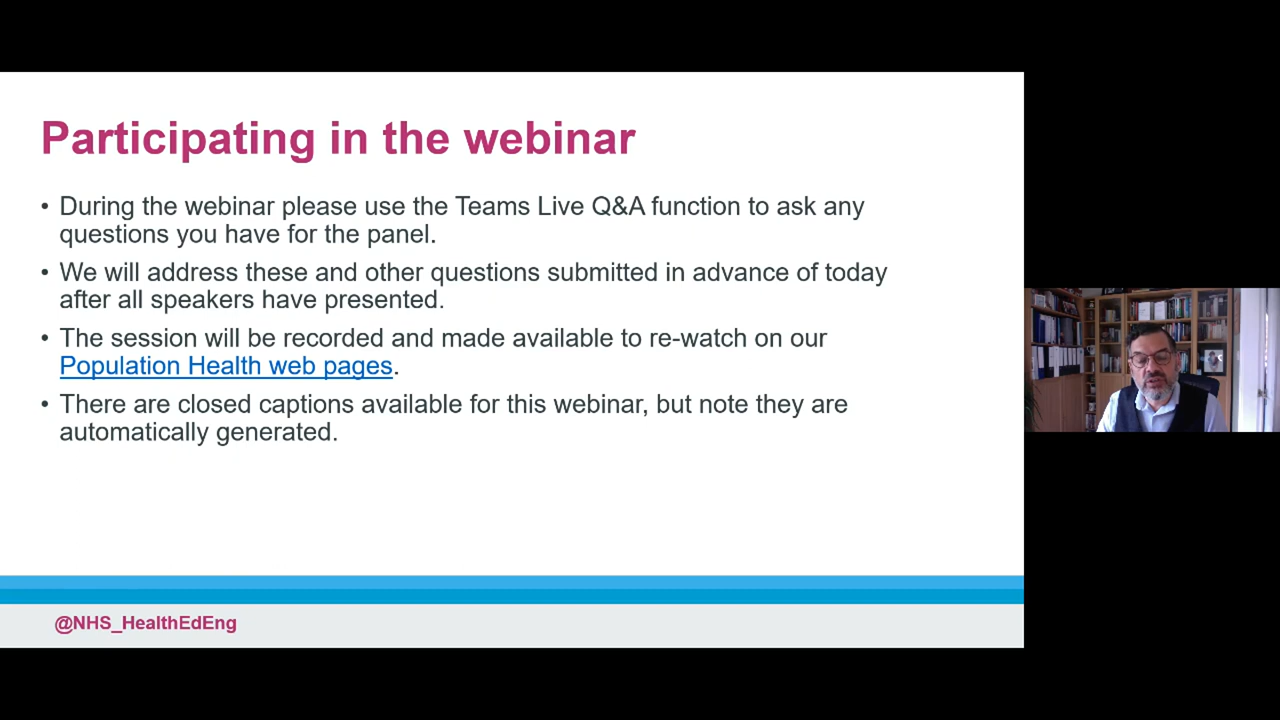 Participating in the webinar
• During the webinar please use the Teams Live Q&A function to ask any
questions you have for the panel.
• We will address these and other questions submitted in advance of today
after all speakers have presented.
• The session will be recorded and made available to re-watch on our
Population Health web pages.
• There are closed captions available for this webinar, but note they are
automatically generated.
@NHS_HealthEdEng